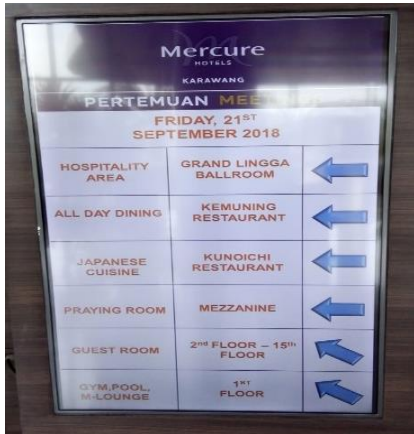 Mercure
HOTELS
KARAWANG
PERTEMUAN
FRIDAY, 21ST
SEPTEMBER 2018
HOSPITALITY
AREA
GRAND LINGGA
BALLROOM
ALL DAY DINING
KEMUNING
RESTAURANT
JAPANESE
CUISINE
KUNOICHI
RESTAURANT
PRAYING ROOM
MEZZANINE
GUEST ROOM
2nd FLOOR – 15th
FLOOR
GYM,POOL,
M-LOUNGE
1ST
FLOOR